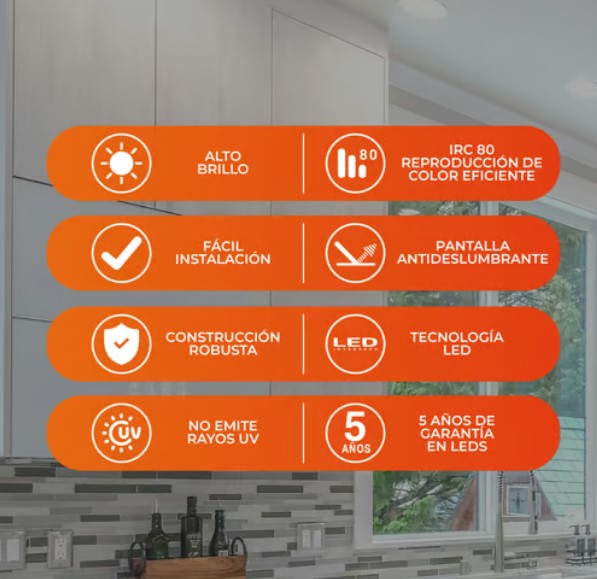 ALTO
BRILLO
80
IRC 80
REPRODUCCIÓN DE
COLOR EFICIENTE
FÁCIL
INSTALACIÓN
PANTALLA
ANTIDESLUMBRANTE
CONSTRUCCIÓN
ROBUSTA
LED
INTEGRADO
TECNOLOGÍA
LED
UV
NO EMITE
RAYOS UV
5
AÑOS
5 AÑOS DE
GARANTÍA
EN LEDS